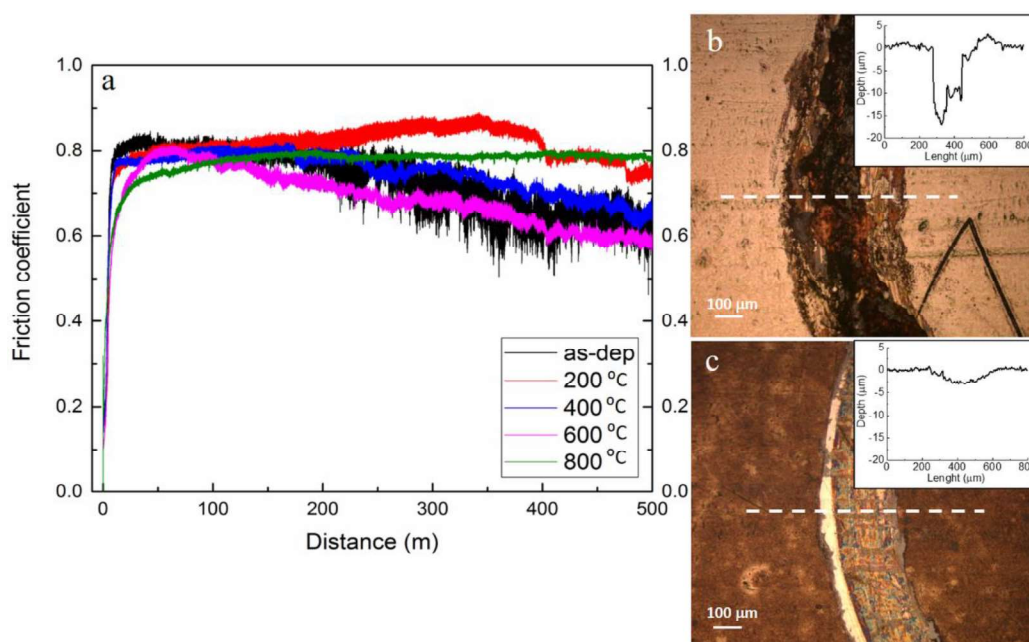 a
1.0
0.8
0.6
0.4
0.2
0.0
1.0
0.8
0.6
0.4
0.2
0.0
0
100
200
300
400
500
Friction coefficient
Distance (m)
as-dep
200 °C
400 °C
600 °C
800 °C
b
5
0
-5
-10
-15
-20
0 200 400 600 800
Depth (μm)
Lenght (μm)
100 μm
c
5
0
-5
-10
-15
-20
0 200 400 600 800
Depth (μm)
Lenght (μm)
100 μm